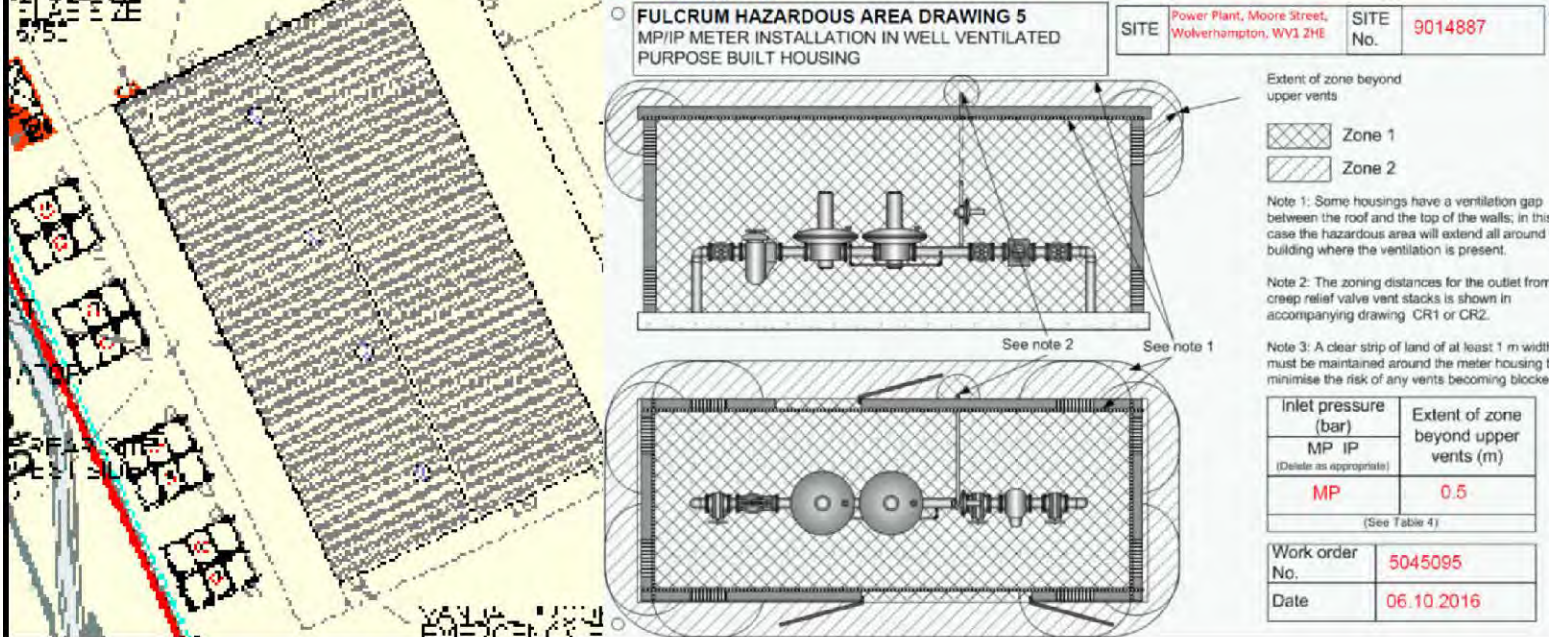 FULCRUM HAZARDOUS AREA DRAWING 5
MP/IP METER INSTALLATION IN WELL VENTILATED
PURPOSE BUILT HOUSING
SITE
Power Plant, Moore Street,
Wolverhampton, WV1 2HE
SITE
No.
9014887
Extent of zone beyond
upper vents
Zone 1
Zone 2
Note 1: Some housings have a ventilation gap
between the roof and the top of the walls; in this
case the hazardous area will extend all around
building where the ventilation is present.
Note 2: The zoning distances for the outlet from
creep relief valve vent stacks is shown in
accompanying drawing CR1 or CR2.
Note 3: A clear strip of land of at least 1 m width
must be maintained around the meter housing
minimise the risk of any vents becoming
See note 2
See note 1
Inlet pressure
(bar)
Extent of zone
beyond upper
vents (m)
MP IP
(Delete as appropriate)
MP
0.5
(See Table 4)
Work order
No.
5045095
Date
06.10.2016